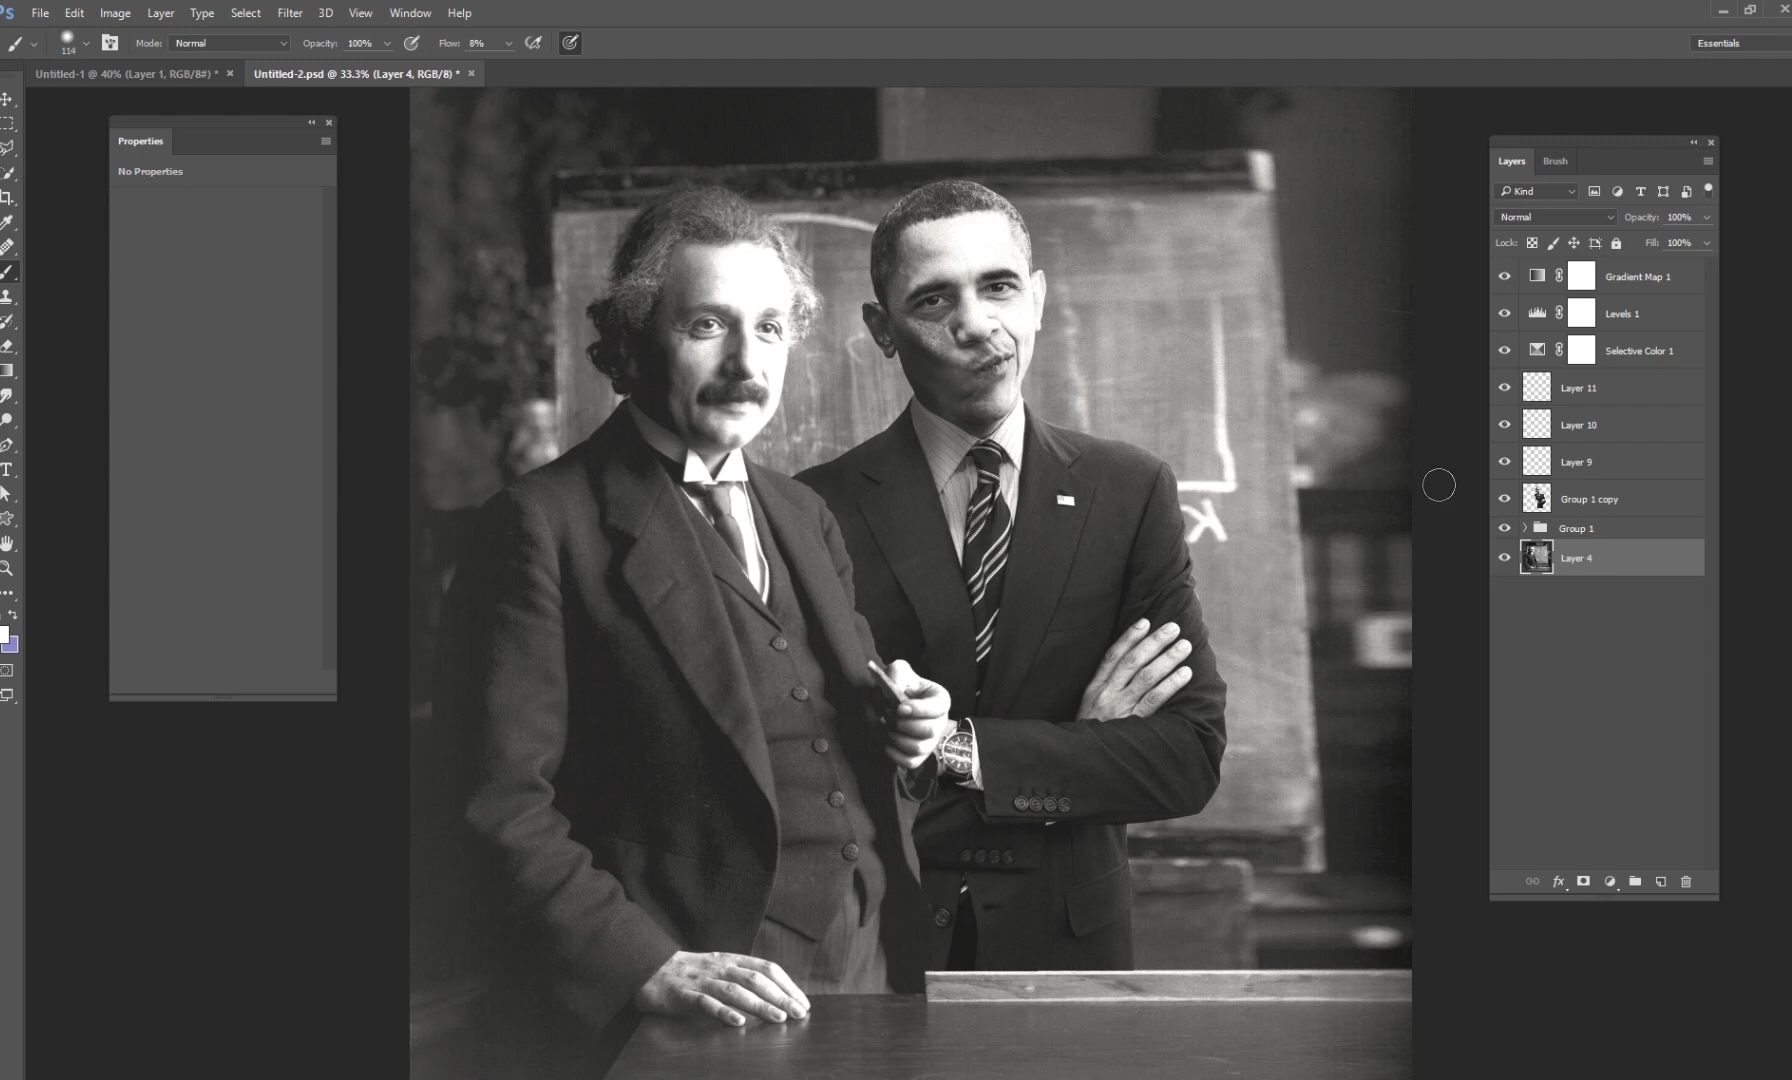 Ps File Edit Image Layer Type Select Filter 3D View Window Help
114 Mode: Normal Opacity: 100% Flow: 8% Essentials
Untitled-1 @ 40% (Layer 1, RGB/8#) * × Untitled-2.psd @ 33.3% (Layer 4, RGB/8) * ×
Properties
No Properties
Layers Brush
Kind
Normal Opacity: 100%
Lock: Fill: 100%
Gradient Map 1
Levels 1
Selective Color 1
Layer 11
Layer 10
Layer 9
Group 1 copy
Group 1
Layer 4
fx
K